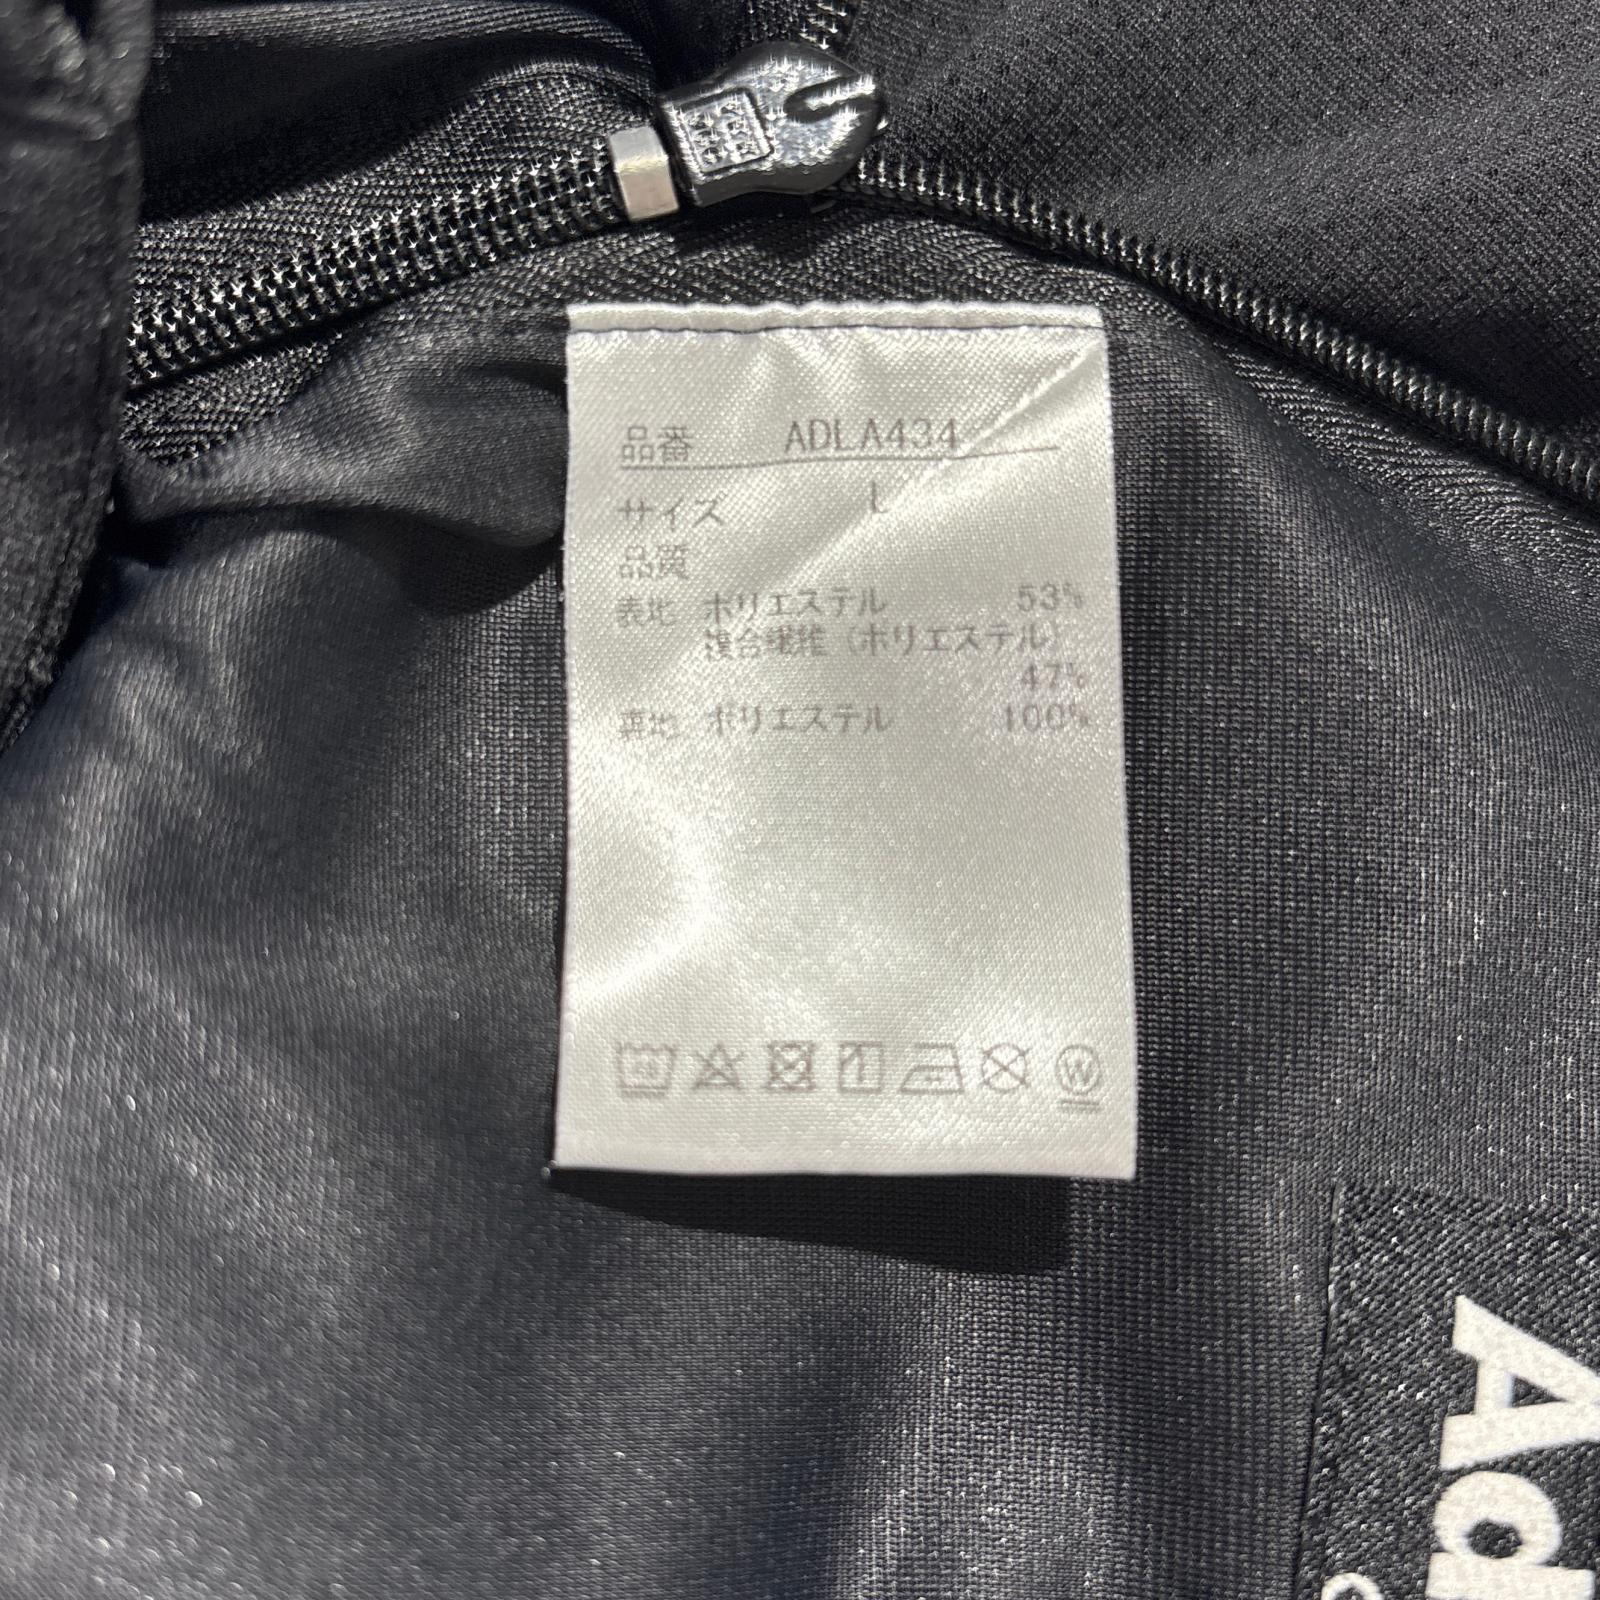 品番 ADLA434
サイズ L
品質
表地 ポリエステル 53%
複合繊維(ポリエステル)
47%
裏地 ポリエステル 100%
W
Ad